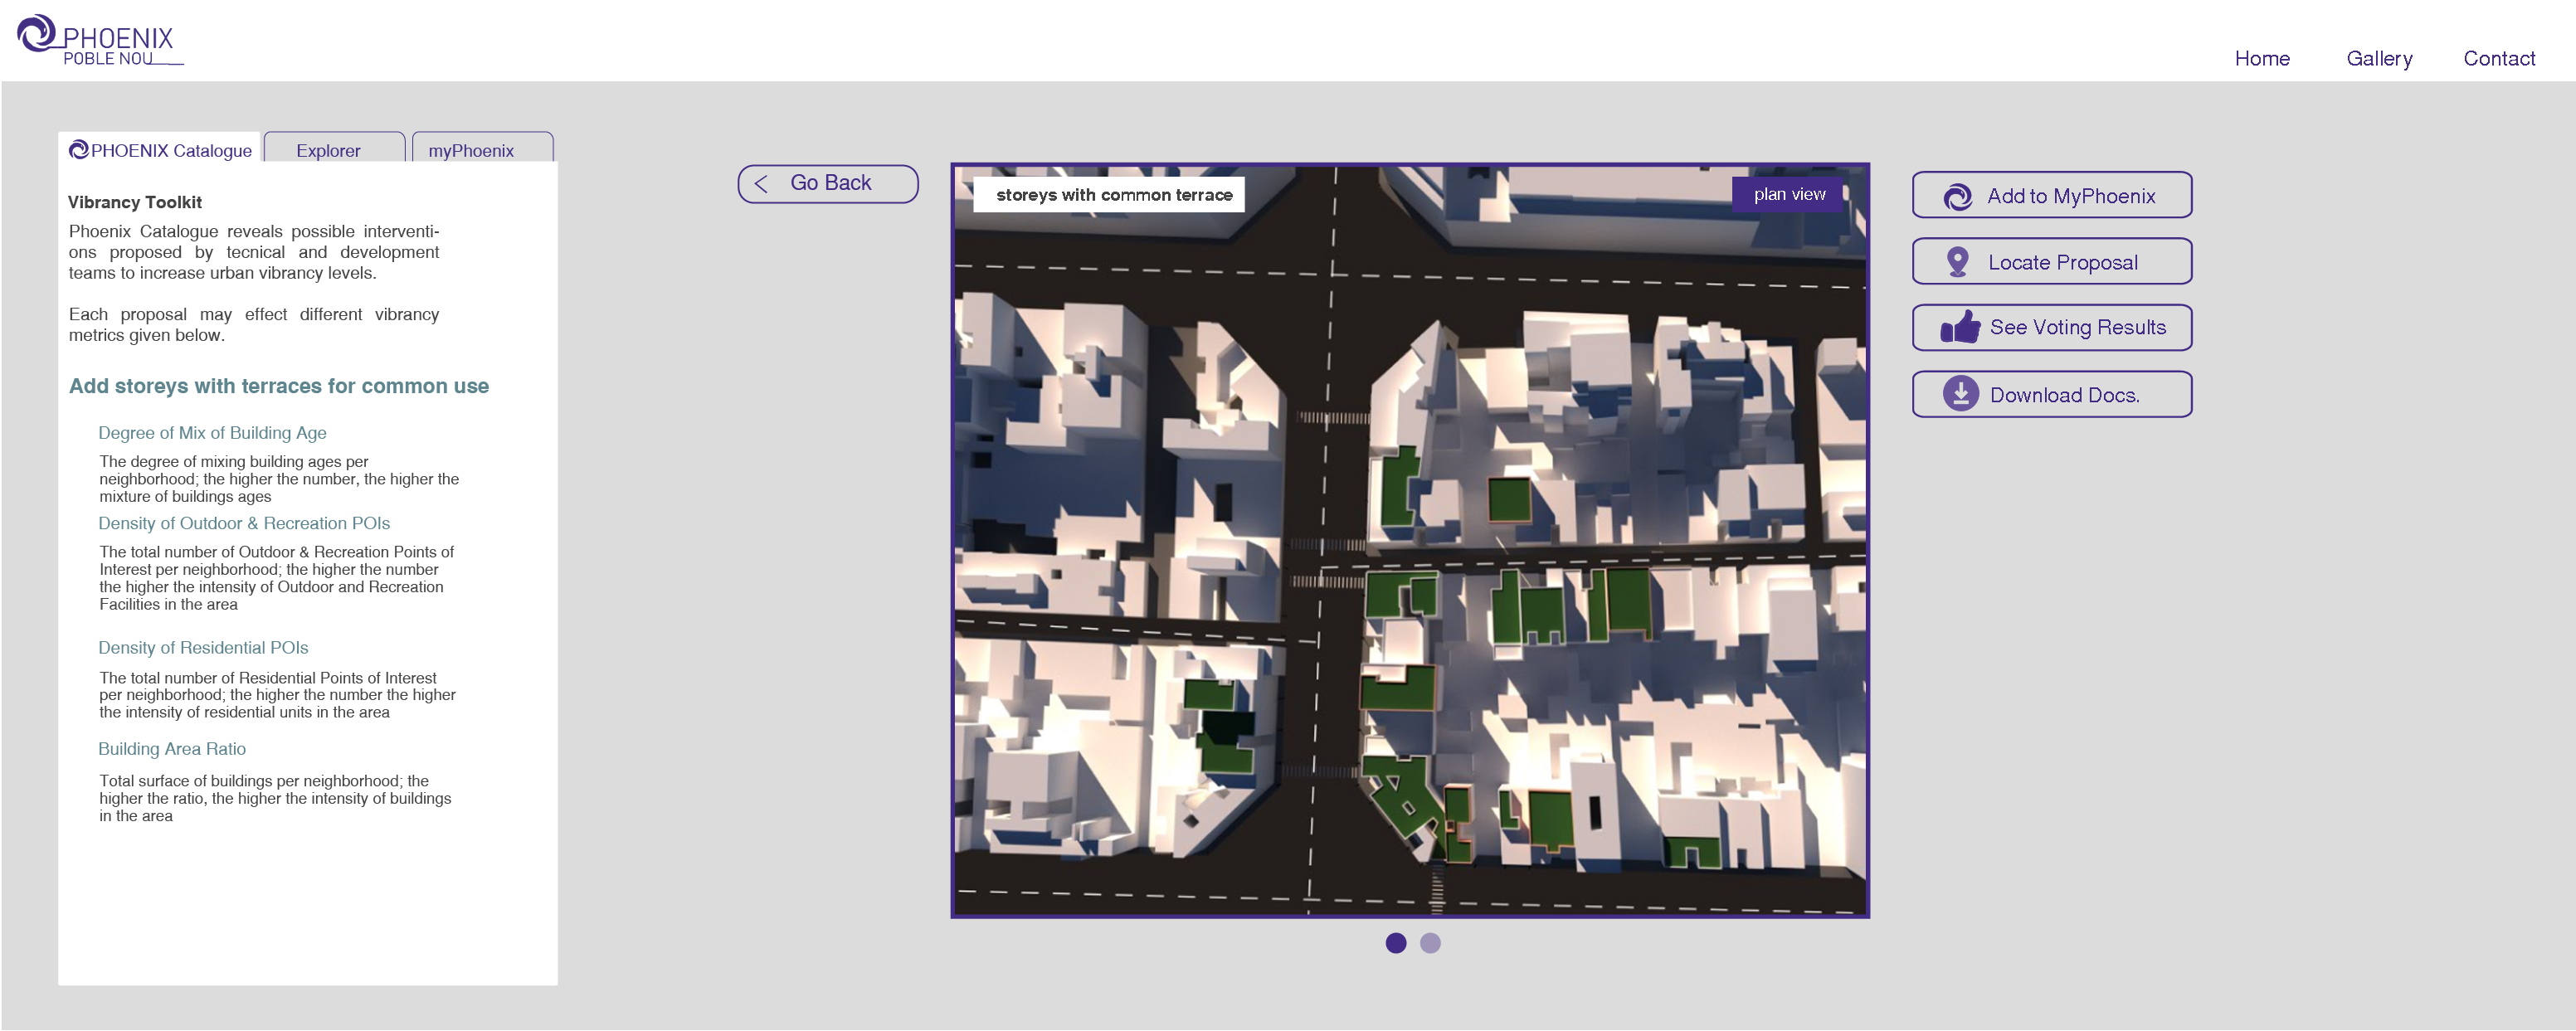 PHOENIX
POBLE NOU
Home Gallery Contact
PHOENIX Catalogue Explorer myPhoenix
Vibrancy Toolkit
Phoenix Catalogue reveals possible interventi-
ons proposed by tecnical and development
teams to increase urban vibrancy levels.
Each proposal may effect different vibrancy
metrics given below.
Add storeys with terraces for common use
Degree of Mix of Building Age
The degree of mixing building ages per
neighborhood; the higher the number, the higher the
mixture of buildings ages
Density of Outdoor & Recreation POIs
The total number of Outdoor & Recreation Points of
Interest per neighborhood; the higher the number
the higher the intensity of Outdoor and Recreation
Facilities in the area
Density of Residential POIs
The total number of Residential Points of Interest
per neighborhood; the higher the number the higher
the intensity of residential units in the area
Building Area Ratio
Total surface of buildings per neighborhood; the
higher the ratio, the higher the intensity of buildings
in the area
Go Back
storeys with common terrace
plan view
Add to MyPhoenix
Locate Proposal
See Voting Results
Download Docs.